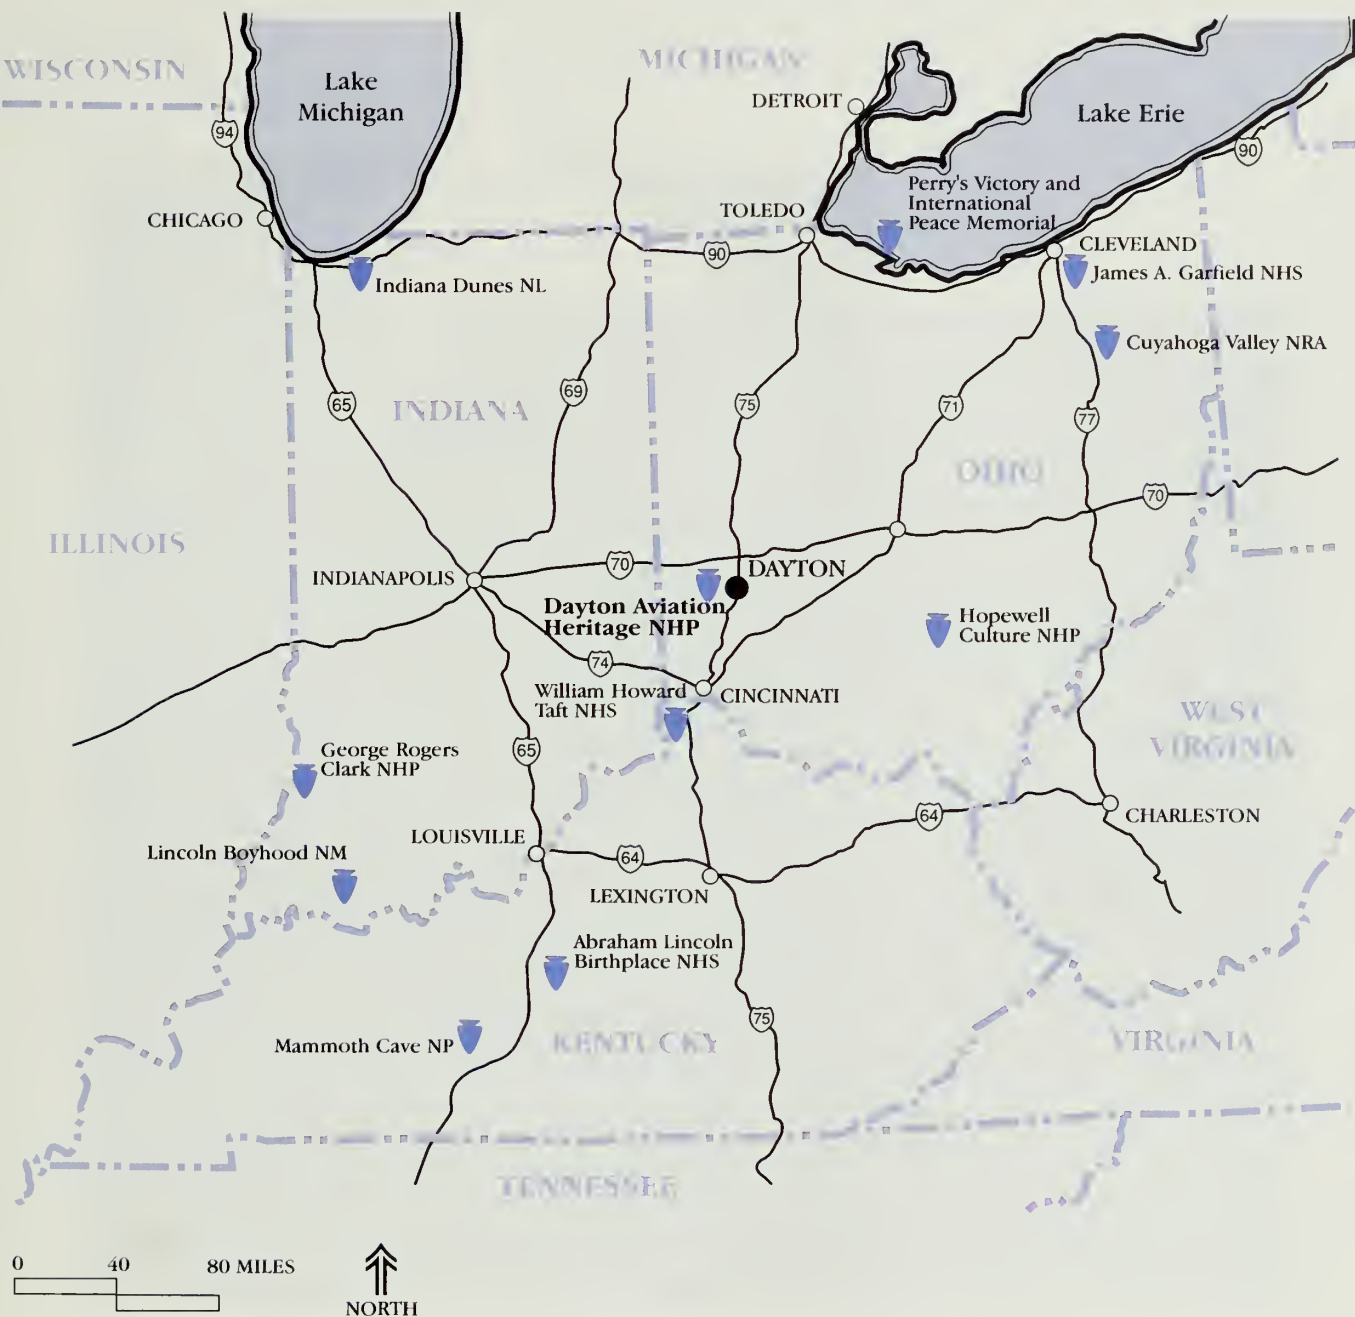 WISCONSIN
MICHIGAN
Lake
Michigan
DETROIT
Lake Erie
94
90
Perry's Victory and
International
Peace Memorial
CHICAGO
TOLEDO
90
CLEVELAND
James A. Garfield NHS
Indiana Dunes NL
Cuyahoga Valley NRA
65
69
75
71
77
INDIANA
OHIO
70
ILLINOIS
INDIANAPOLIS
70
DAYTON
Dayton Aviation
Heritage NHP
Hopewell
Culture NHP
74
William Howard
Taft NHS
CINCINNATI
WEST
VIRGINIA
George Rogers
Clark NHP
65
CHARLESTON
64
LOUISVILLE
Lincoln Boyhood NM
64
LEXINGTON
Abraham Lincoln
Birthplace NHS
75
Mammoth Cave NP
KENTUCKY
VIRGINIA
TENNESSEE
0 40 80 MILES
NORTH